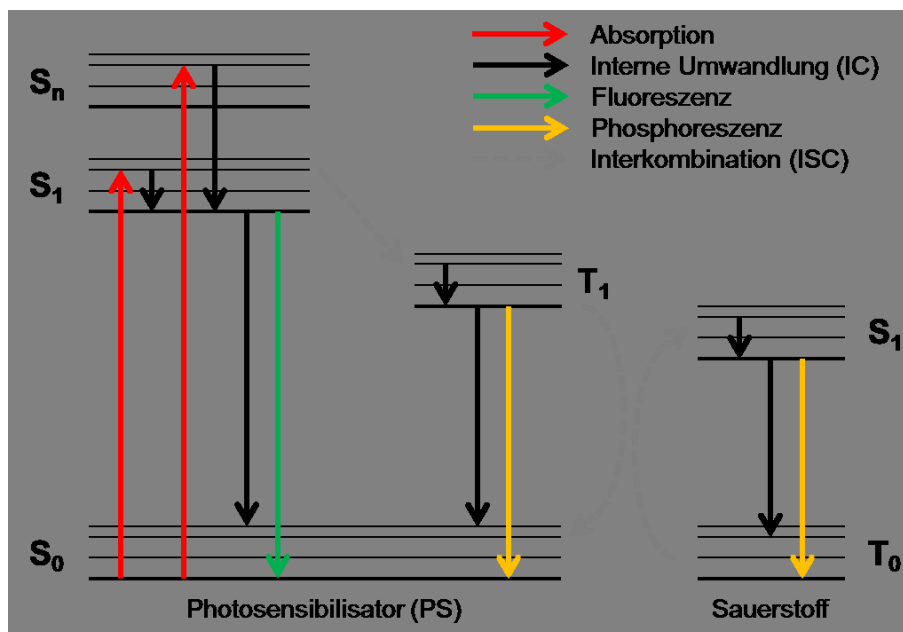 Absorption
Interne Umwandlung (IC)
Fluoreszenz
Phosphoreszenz
Interkombination (ISC)
Sn
S1
T1
S1
S0
T0
Photosensibilisator (PS)
Sauerstoff